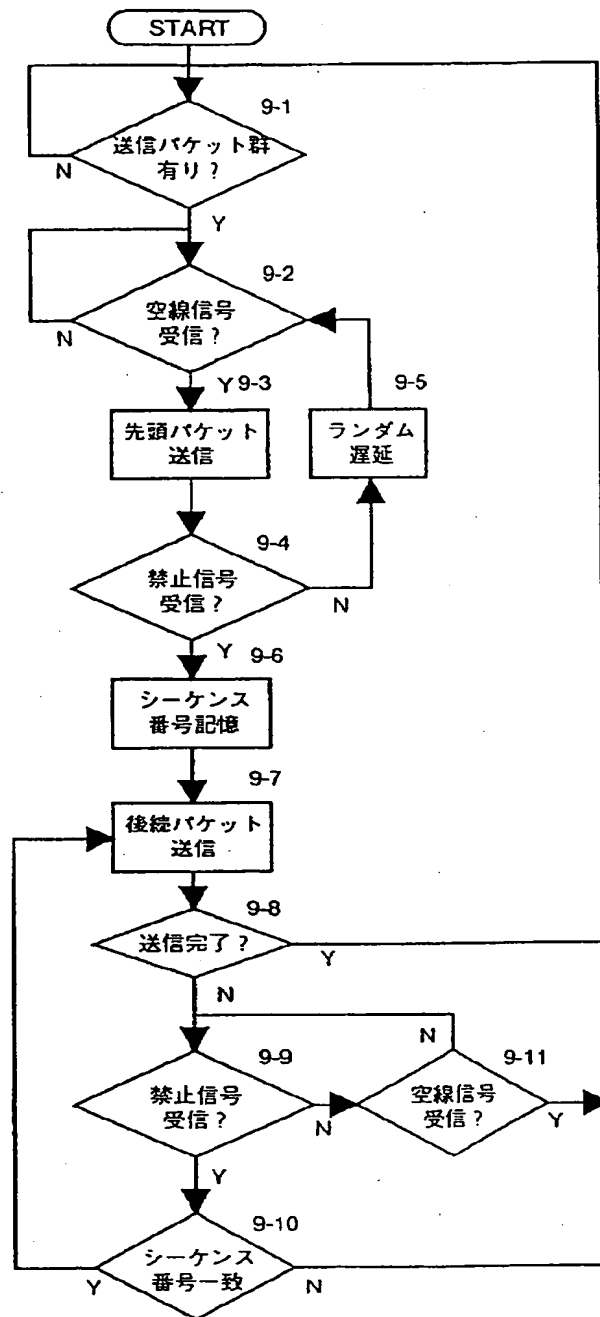 START
9-1
送信パケット群
有り?
N
Y
9-2
空線信号
受信?
N
Y
9-3
9-5
先頭パケット
送信
ランダム
遅延
9-4
禁止信号
受信?
N
Y
9-6
シーケンス
番号記憶
9-7
後続パケット
送信
9-8
送信完了?
Y
N
N
9-9
9-11
禁止信号
受信?
空線信号
受信?
N
Y
Y
9-10
シーケンス
番号一致
Y
N